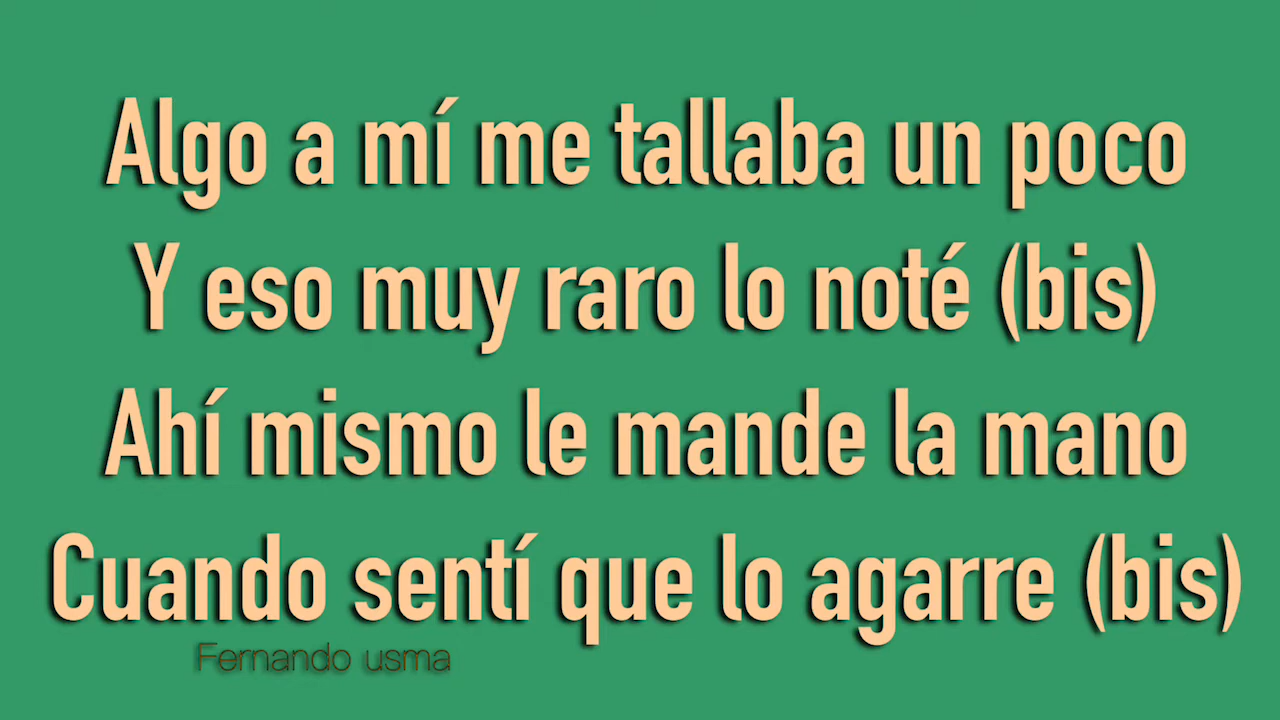 Algo a mí me tallaba un poco
Y eso muy raro lo noté (bis)
Ahí mismo le mande la mano
Cuando sentí que lo agarre (bis)
Fernando usma